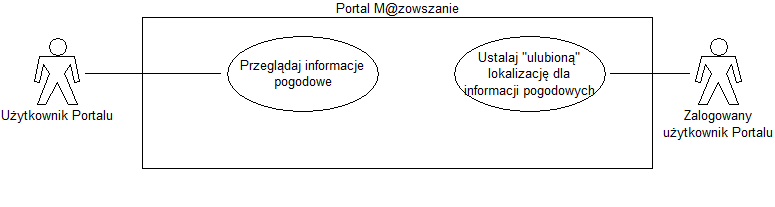 Portal M@zowszanie
Przeglądaj informacje
pogodowe
Ustalaj "ulubioną"
lokalizację dla
informacji pogodowych
Użytkownik Portalu
Zalogowany
użytkownik Portalu